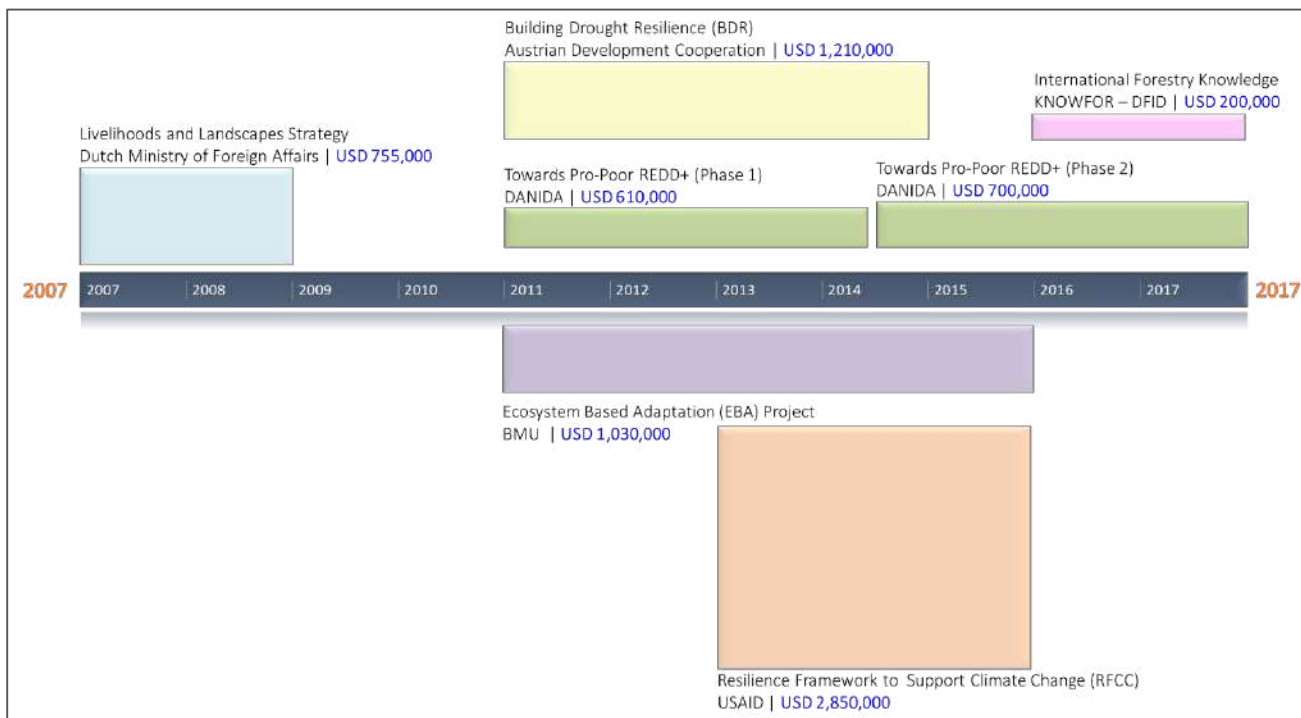 Building Drought Resilience (BDR)
Austrian Development Cooperation | USD 1,210,000
International Forestry Knowledge
KNOWFOR – DFID | USD 200,000
Livelihoods and Landscapes Strategy
Dutch Ministry of Foreign Affairs | USD 755,000
Towards Pro-Poor REDD+ (Phase 1)
DANIDA | USD 610,000
Towards Pro-Poor REDD+ (Phase 2)
DANIDA | USD 700,000
2007 2007 2008 2009 2010 2011 2012 2013 2014 2015 2016 2017 2017
Ecosystem Based Adaptation (EBA) Project
BMU | USD 1,030,000
Resilience Framework to Support Climate Change (RFCC)
USAID | USD 2,850,000